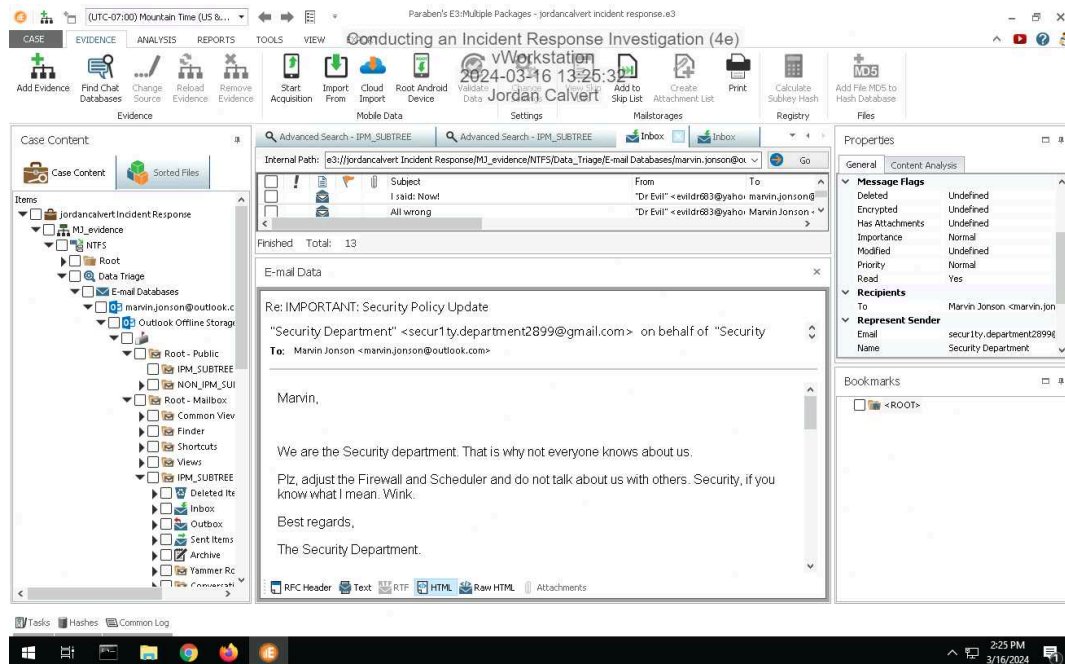 (UTC-07:00) Mountain Time (US &...
Paraben's E3:Multiple Packages - jordancalvert incident response.e3
CASE EVIDENCE ANALYSIS REPORTS TOOLS VIEW
Conducting an Incident Response Investigation (4e)
vWorkstation
2024-03-16 13:25:32
Jordan Calvert
Add Evidence
Find Chat Databases
Change Source
Reload Evidence
Remove Evidence
Start Acquisition
Import From
Cloud Import
Root Android Device
Validate Data
Add to Skip List
Create Attachment List
Print
Calculate Subkey Hash
MD5
Add File MD5 to Hash Database
Evidence Mobile Data Settings Mailstorages Registry Files
Case Content
Case Content
Sorted Files
Items
jordancalvert Incident Response
MJ_evidence
NTFS
Root
Data Triage
E-mail Databases
marvin.jonson@outlook.c
Outlook Offline Storage
Root - Public
IPM_SUBTREE
NON_IPM_SUI
Root - Mailbox
Common View
Finder
Shortcuts
Views
IPM_SUBTREE
Deleted Ite
Inbox
Outbox
Sent Items
Archive
Yammer Ro
Conversati
Advanced Search - IPM_SUBTREE
Advanced Search - IPM_SUBTREE
Inbox
Inbox
Internal Path: e3://jordancalvert Incident Response/MJ_evidence/NTFS/Data_Triage/E-mail Databases/marvin.jonson@ou
Go
! Subject From To
I said: Now! "Dr Evil" <evildr683@yaho marvin.jonson@
All wrong "Dr Evil" <evildr683@yaho Marvin Jonson <
Finished Total: 13
E-mail Data
Re: IMPORTANT: Security Policy Update
"Security Department" <secur1ty.department2899@gmail.com> on behalf of "Security
To: Marvin Jonson <marvin.jonson@outlook.com>
Marvin,
We are the Security department. That is why not everyone knows about us.
Plz, adjust the Firewall and Scheduler and do not talk about us with others. Security, if you
know what I mean. Wink.
Best regards,
The Security Department.
RFC Header Text RTF HTML Raw HTML Attachments
Properties
General Content Analysis
Message Flags
Deleted Undefined
Encrypted Undefined
Has Attachments Undefined
Importance Normal
Modified Undefined
Priority Normal
Read Yes
Recipients
To Marvin Jonson <marvin.jon
Represent Sender
Email secur1ty.department2899@
Name Security Department
Bookmarks
<ROOT>
Tasks Hashes Common Log
2:25 PM
3/16/2024